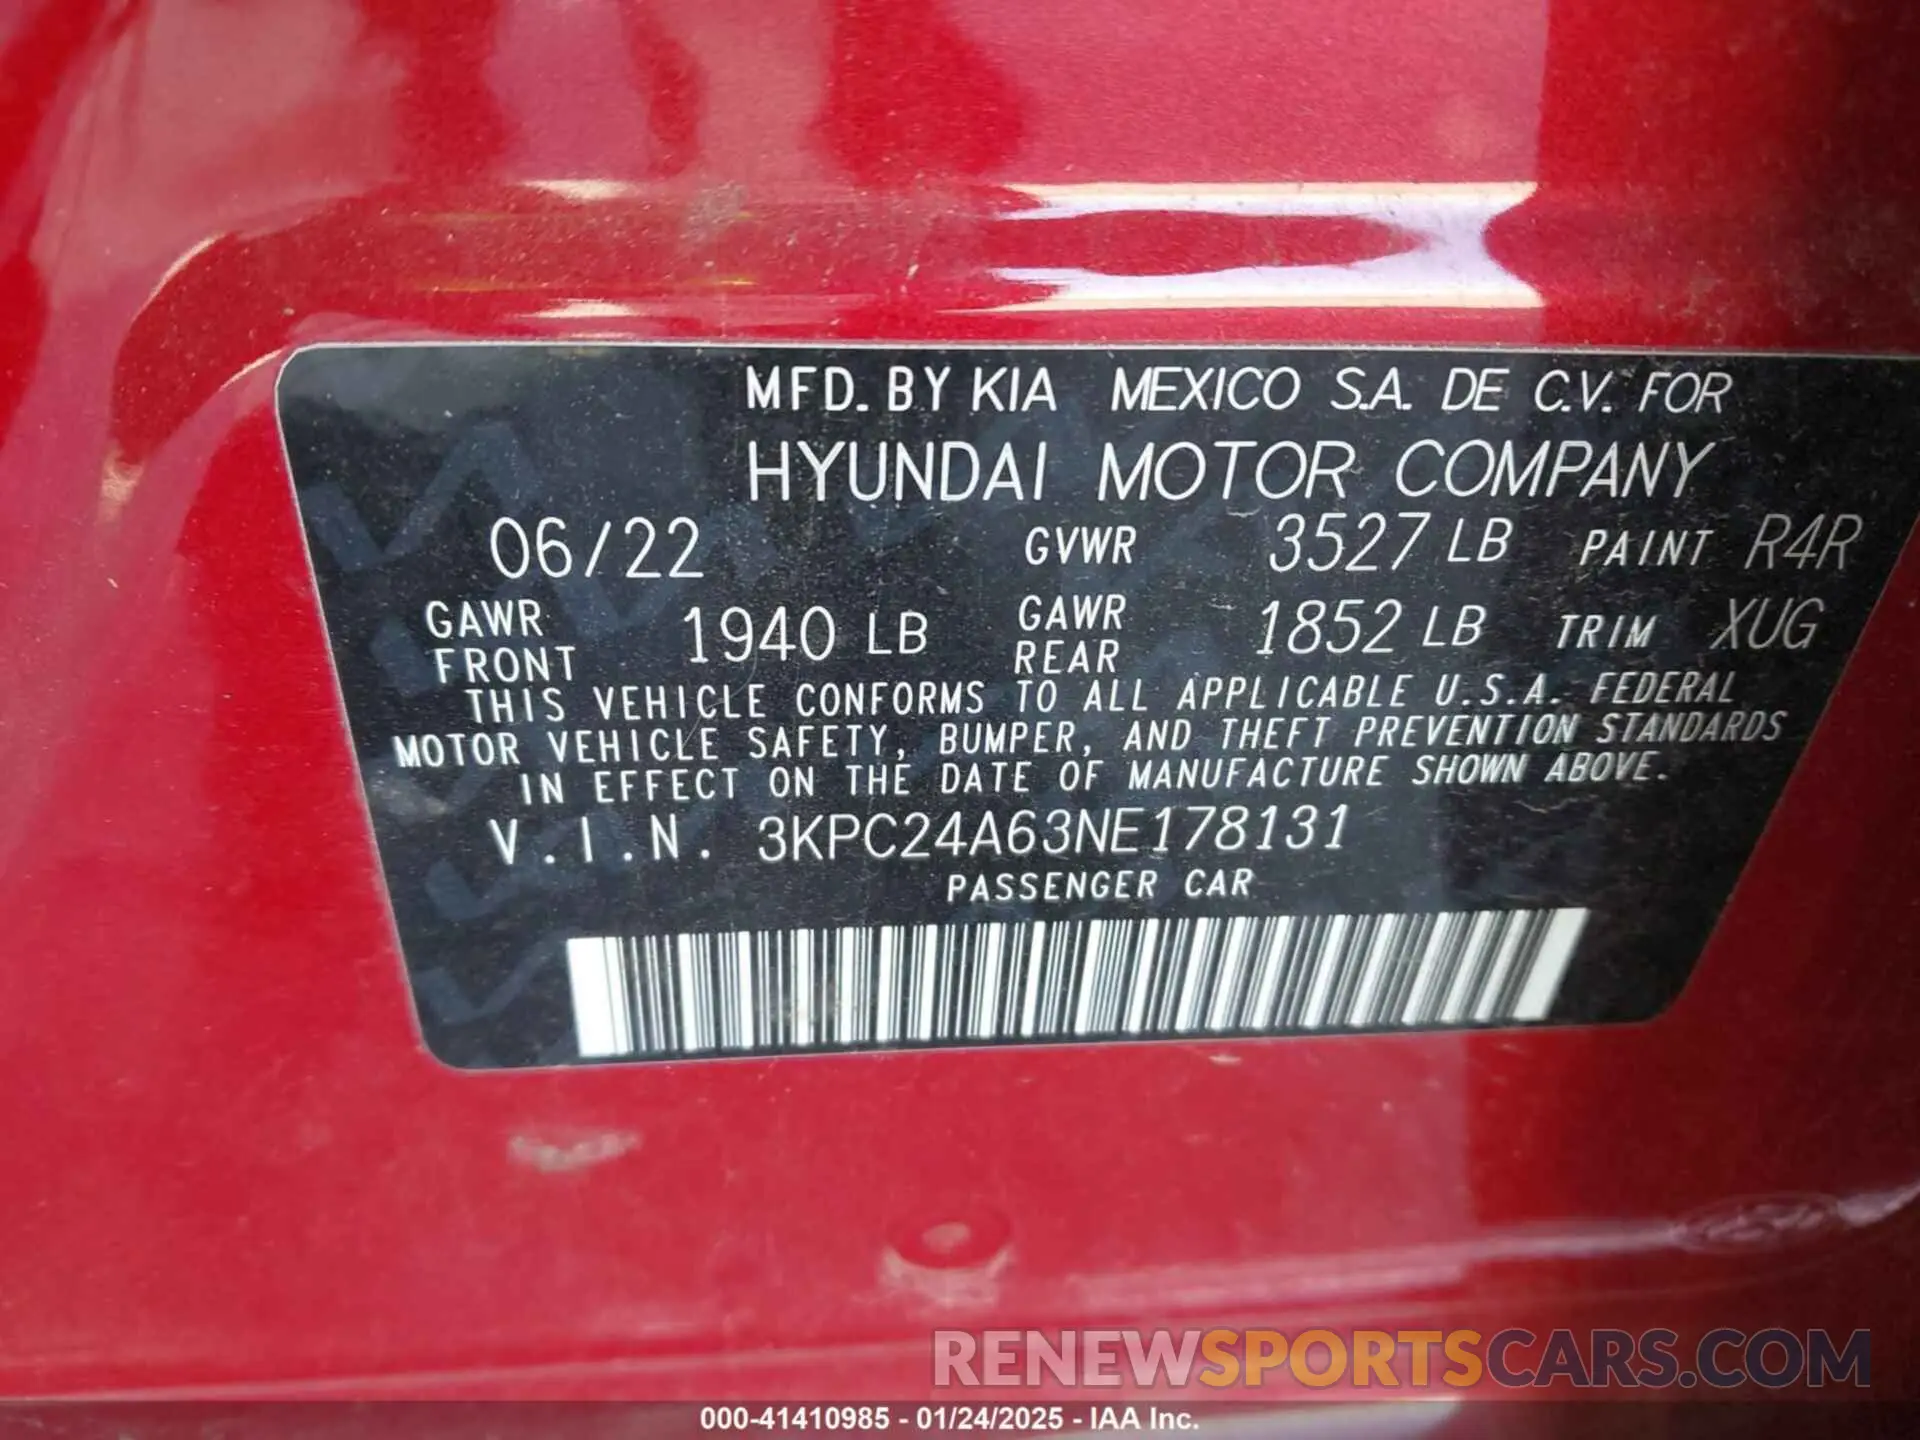 MFD. BY KIA MEXICO S.A. DE C.V. FOR
HYUNDAI MOTOR COMPANY
06/22 GVWR 3527 LB PAINT R4R
GAWR FRONT 1940 LB GAWR REAR 1852 LB TRIM XUG
THIS VEHICLE CONFORMS TO ALL APPLICABLE U.S.A. FEDERAL
MOTOR VEHICLE SAFETY, BUMPER, AND THEFT PREVENTION STANDARDS
IN EFFECT ON THE DATE OF MANUFACTURE SHOWN ABOVE.
V.I.N. 3KPC24A63NE178131
PASSENGER CAR
RENEWSPORTSCARS.COM
000-41410985 - 01/24/2025 - IAA Inc.